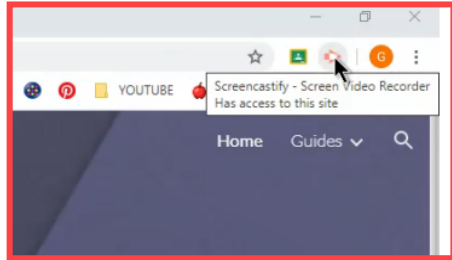 G
YOUTUBE
Screencastify - Screen Video Recorder
Has access to this site
Home Guides